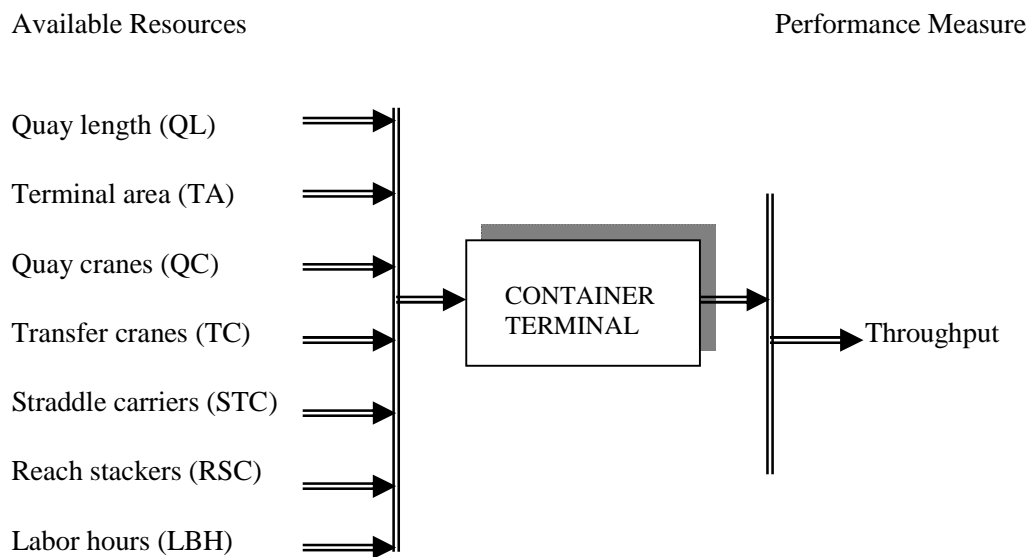 Available Resources
Performance Measure
Quay length (QL)
Terminal area (TA)
Quay cranes (QC)
Transfer cranes (TC)
Straddle carriers (STC)
Reach stackers (RSC)
Labor hours (LBH)
CONTAINER
TERMINAL
Throughput